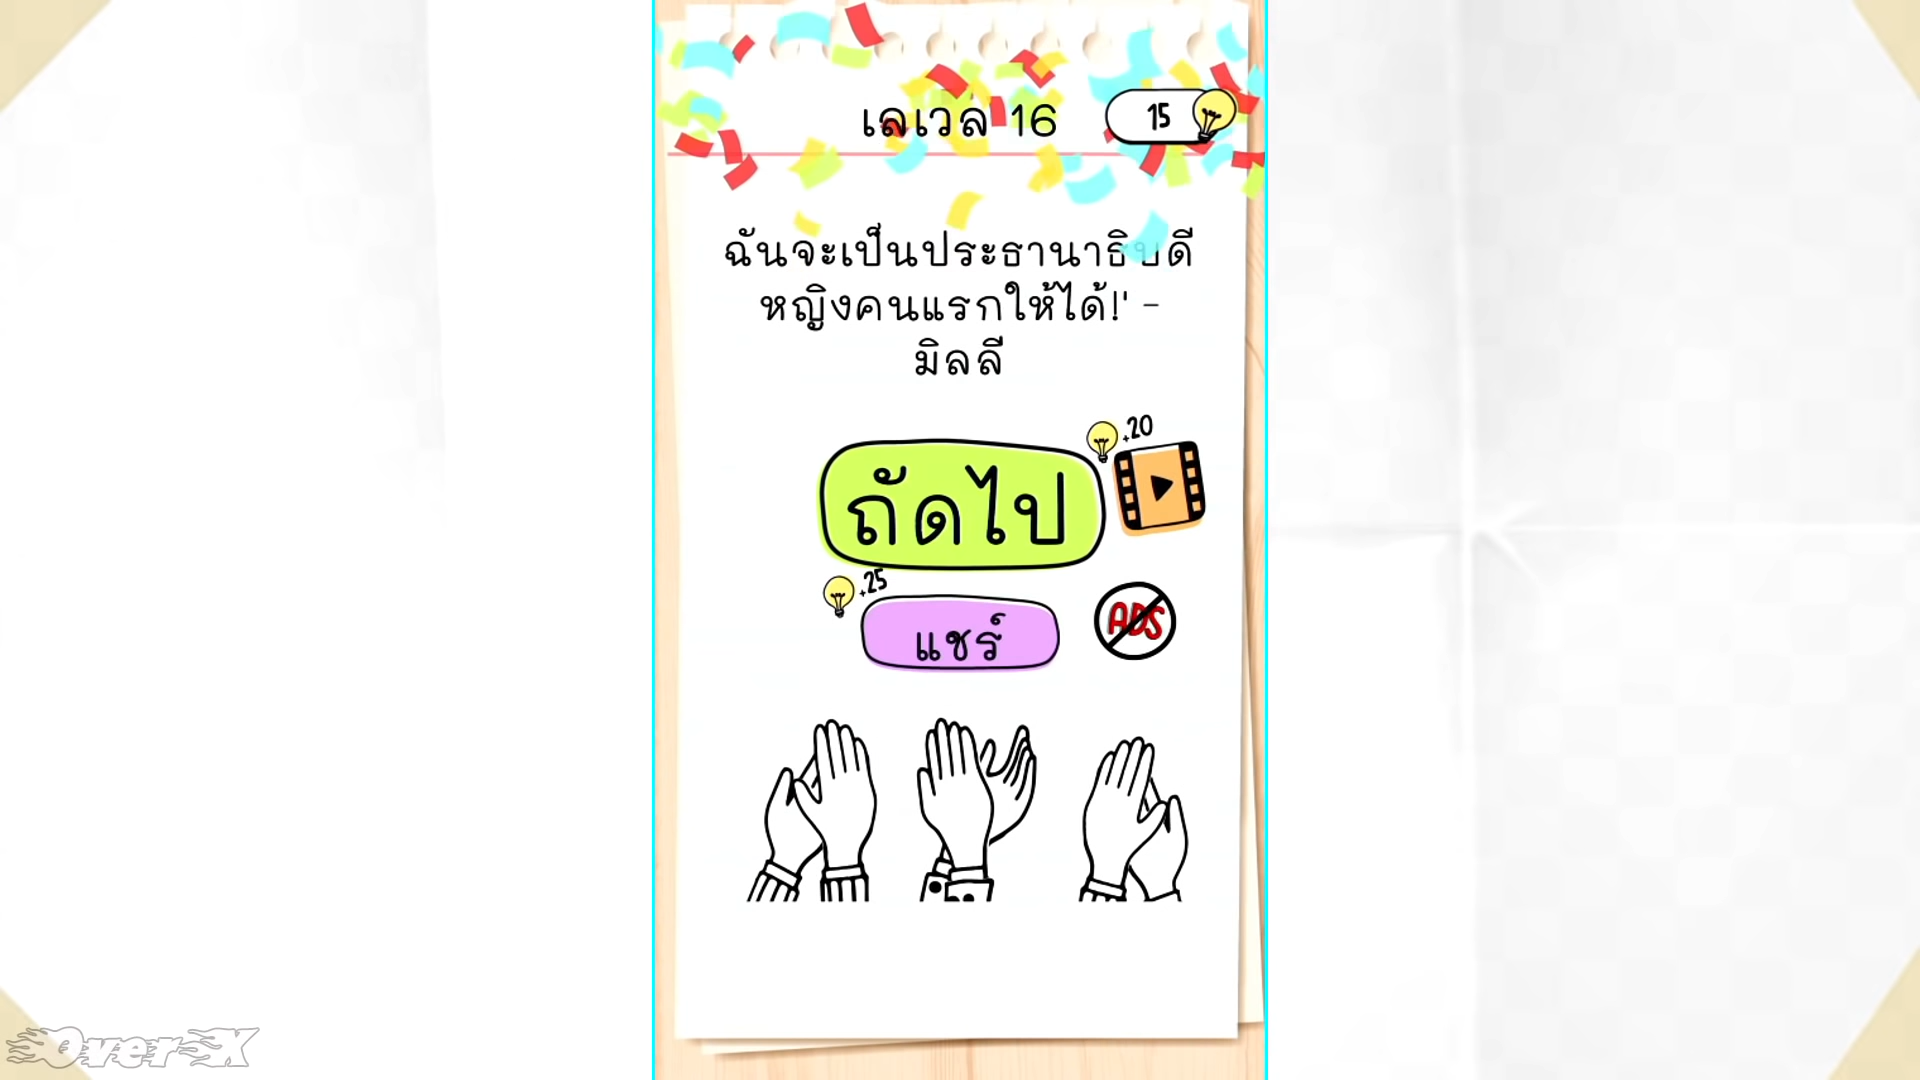 เลเวล 16
15
ฉันจะเป็นประธานาธิบดี
หญิงคนแรกให้ได้!' -
มิลลี
+20
ถัดไป
+25
แชร์
ADS
Over-X